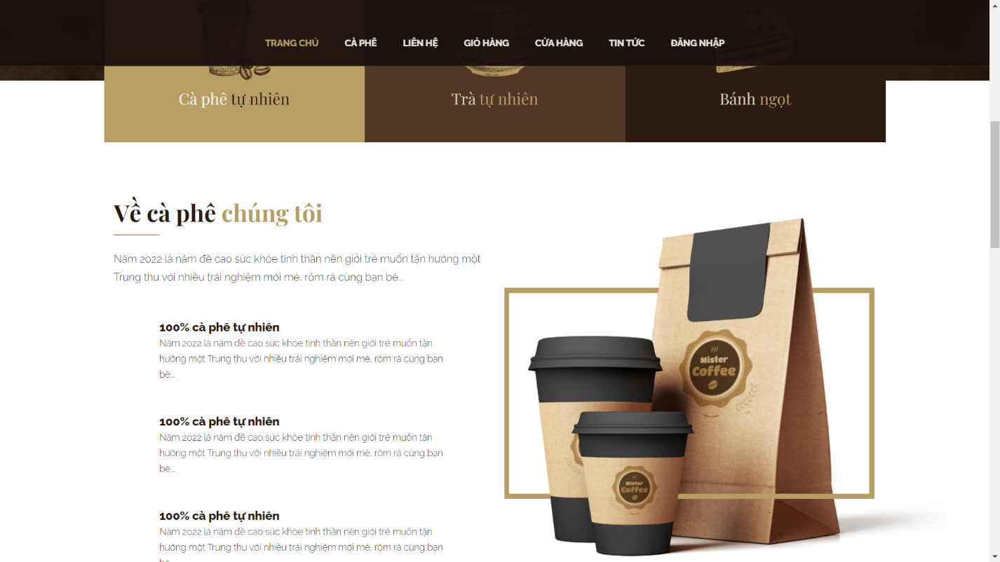 TRANG CHỦ CÀ PHÊ LIÊN HỆ GIỎ HÀNG CỬA HÀNG TIN TỨC ĐĂNG NHẬP
Cà phê tự nhiên
Trà tự nhiên
Bánh ngọt
Về cà phê chúng tôi
Năm 2022 là năm đề cao sức khỏe tinh thần nên giới trẻ muốn tận hưởng một
Trung thu với nhiều trải nghiệm mới mẻ, rôm rả cùng bạn bè...
100% cà phê tự nhiên
Năm 2022 là năm đề cao sức khỏe tinh thần nên giới trẻ muốn tận
hưởng một Trung thu với nhiều trải nghiệm mới mẻ, rôm rả cùng bạn
bè...
100% cà phê tự nhiên
Năm 2022 là năm đề cao sức khỏe tinh thần nên giới trẻ muốn tận
hưởng một Trung thu với nhiều trải nghiệm mới mẻ, rôm rả cùng bạn
bè...
100% cà phê tự nhiên
Năm 2022 là năm đề cao sức khỏe tinh thần nên giới trẻ muốn tận
hưởng một Trung thu với nhiều trải nghiệm mới mẻ, rôm rả cùng bạn
Mister
Coffee
Mister
Coffee